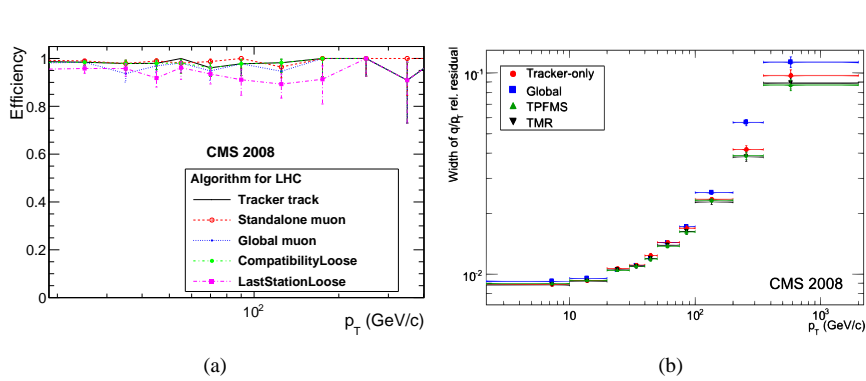 Efficiency
1
0.8
0.6
0.4
0.2
0
CMS 2008
Algorithm for LHC
Tracker track
Standalone muon
Global muon
CompatibilityLoose
LastStationLoose
10²
p_T (GeV/c)
(a)
Width of q/p_T rel. residual
10⁻¹
10⁻²
Tracker-only
Global
TPFMS
TMR
CMS 2008
10
10²
10³
p_T (GeV/c)
(b)